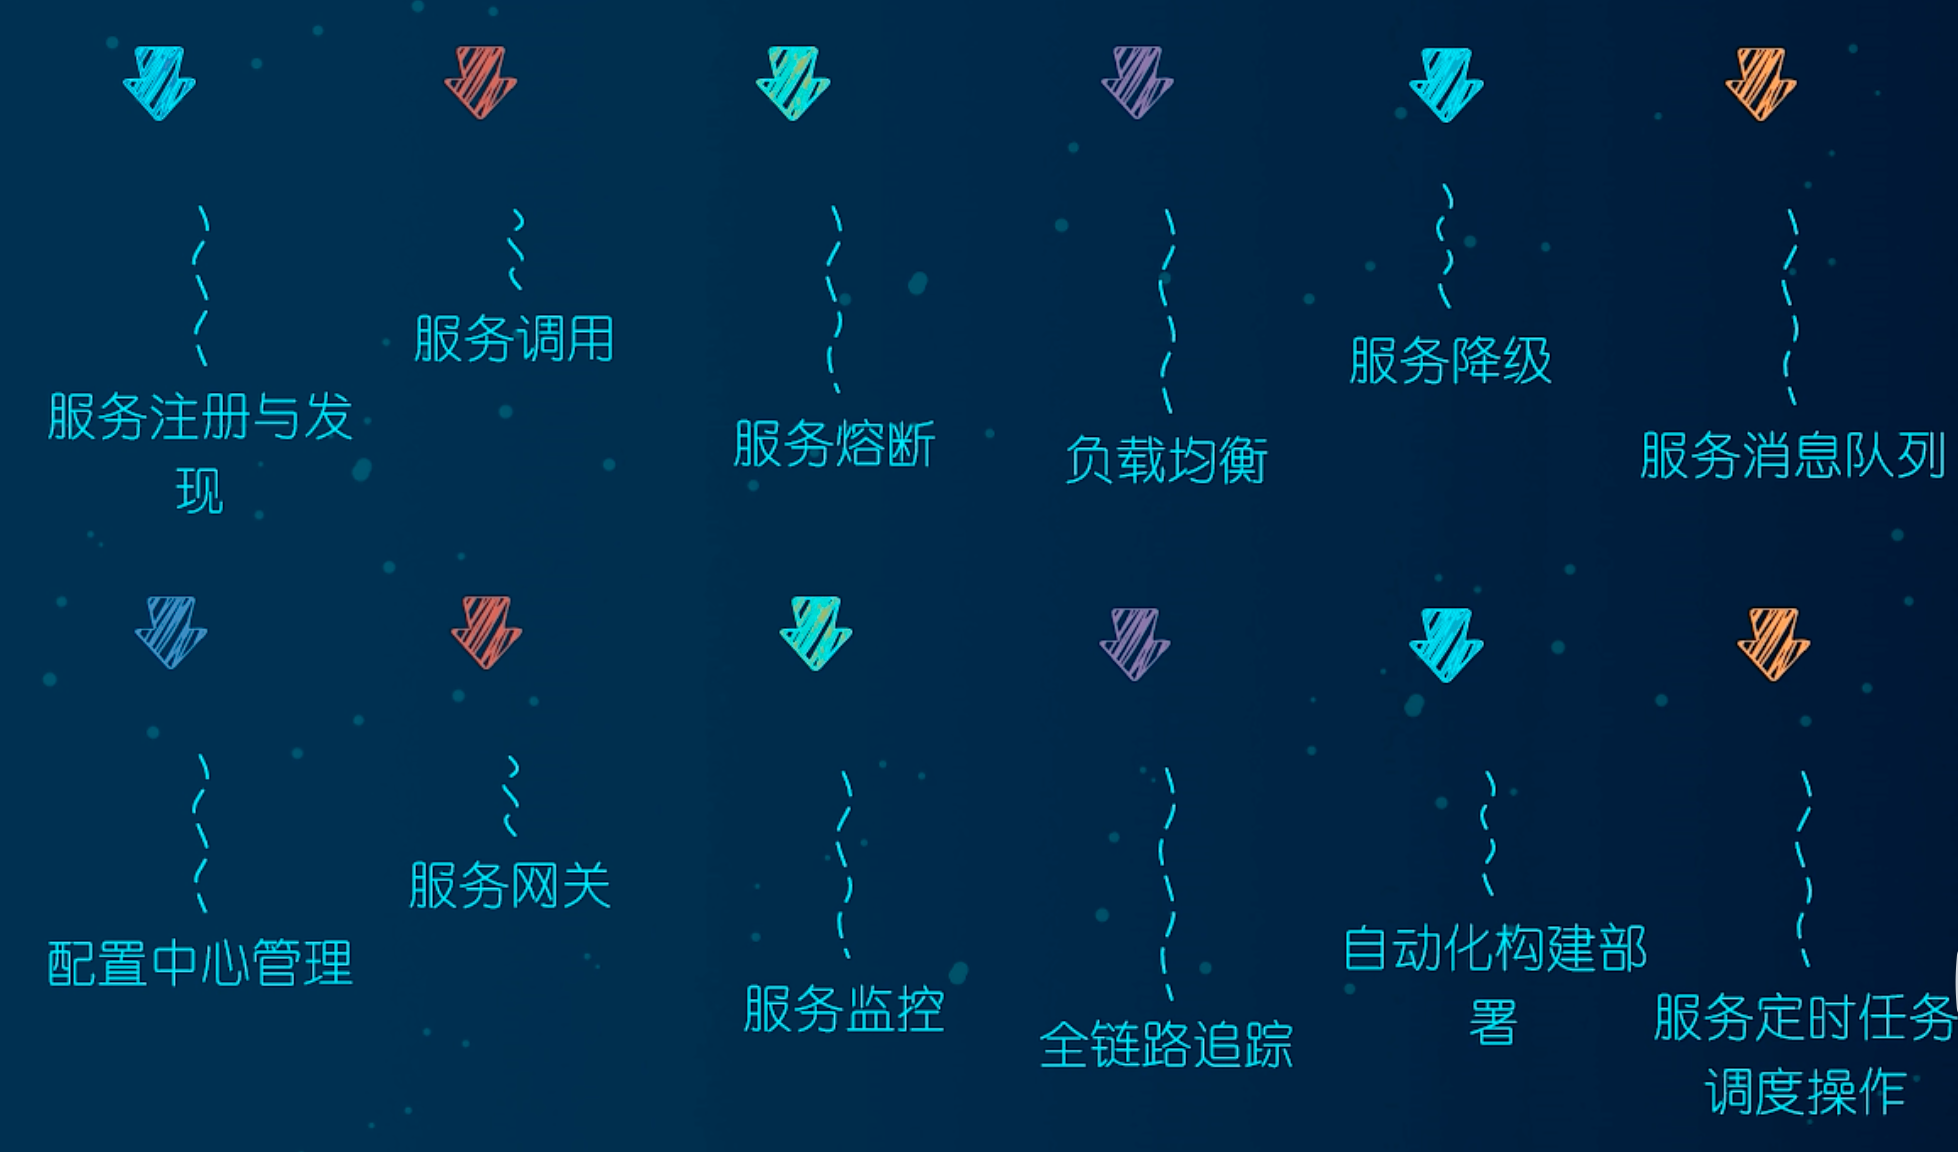 服务注册与发
现
服务调用
服务熔断
负载均衡
服务降级
服务消息队列
配置中心管理
服务网关
服务监控
全链路追踪
自动化构建部
署
服务定时任务
调度操作